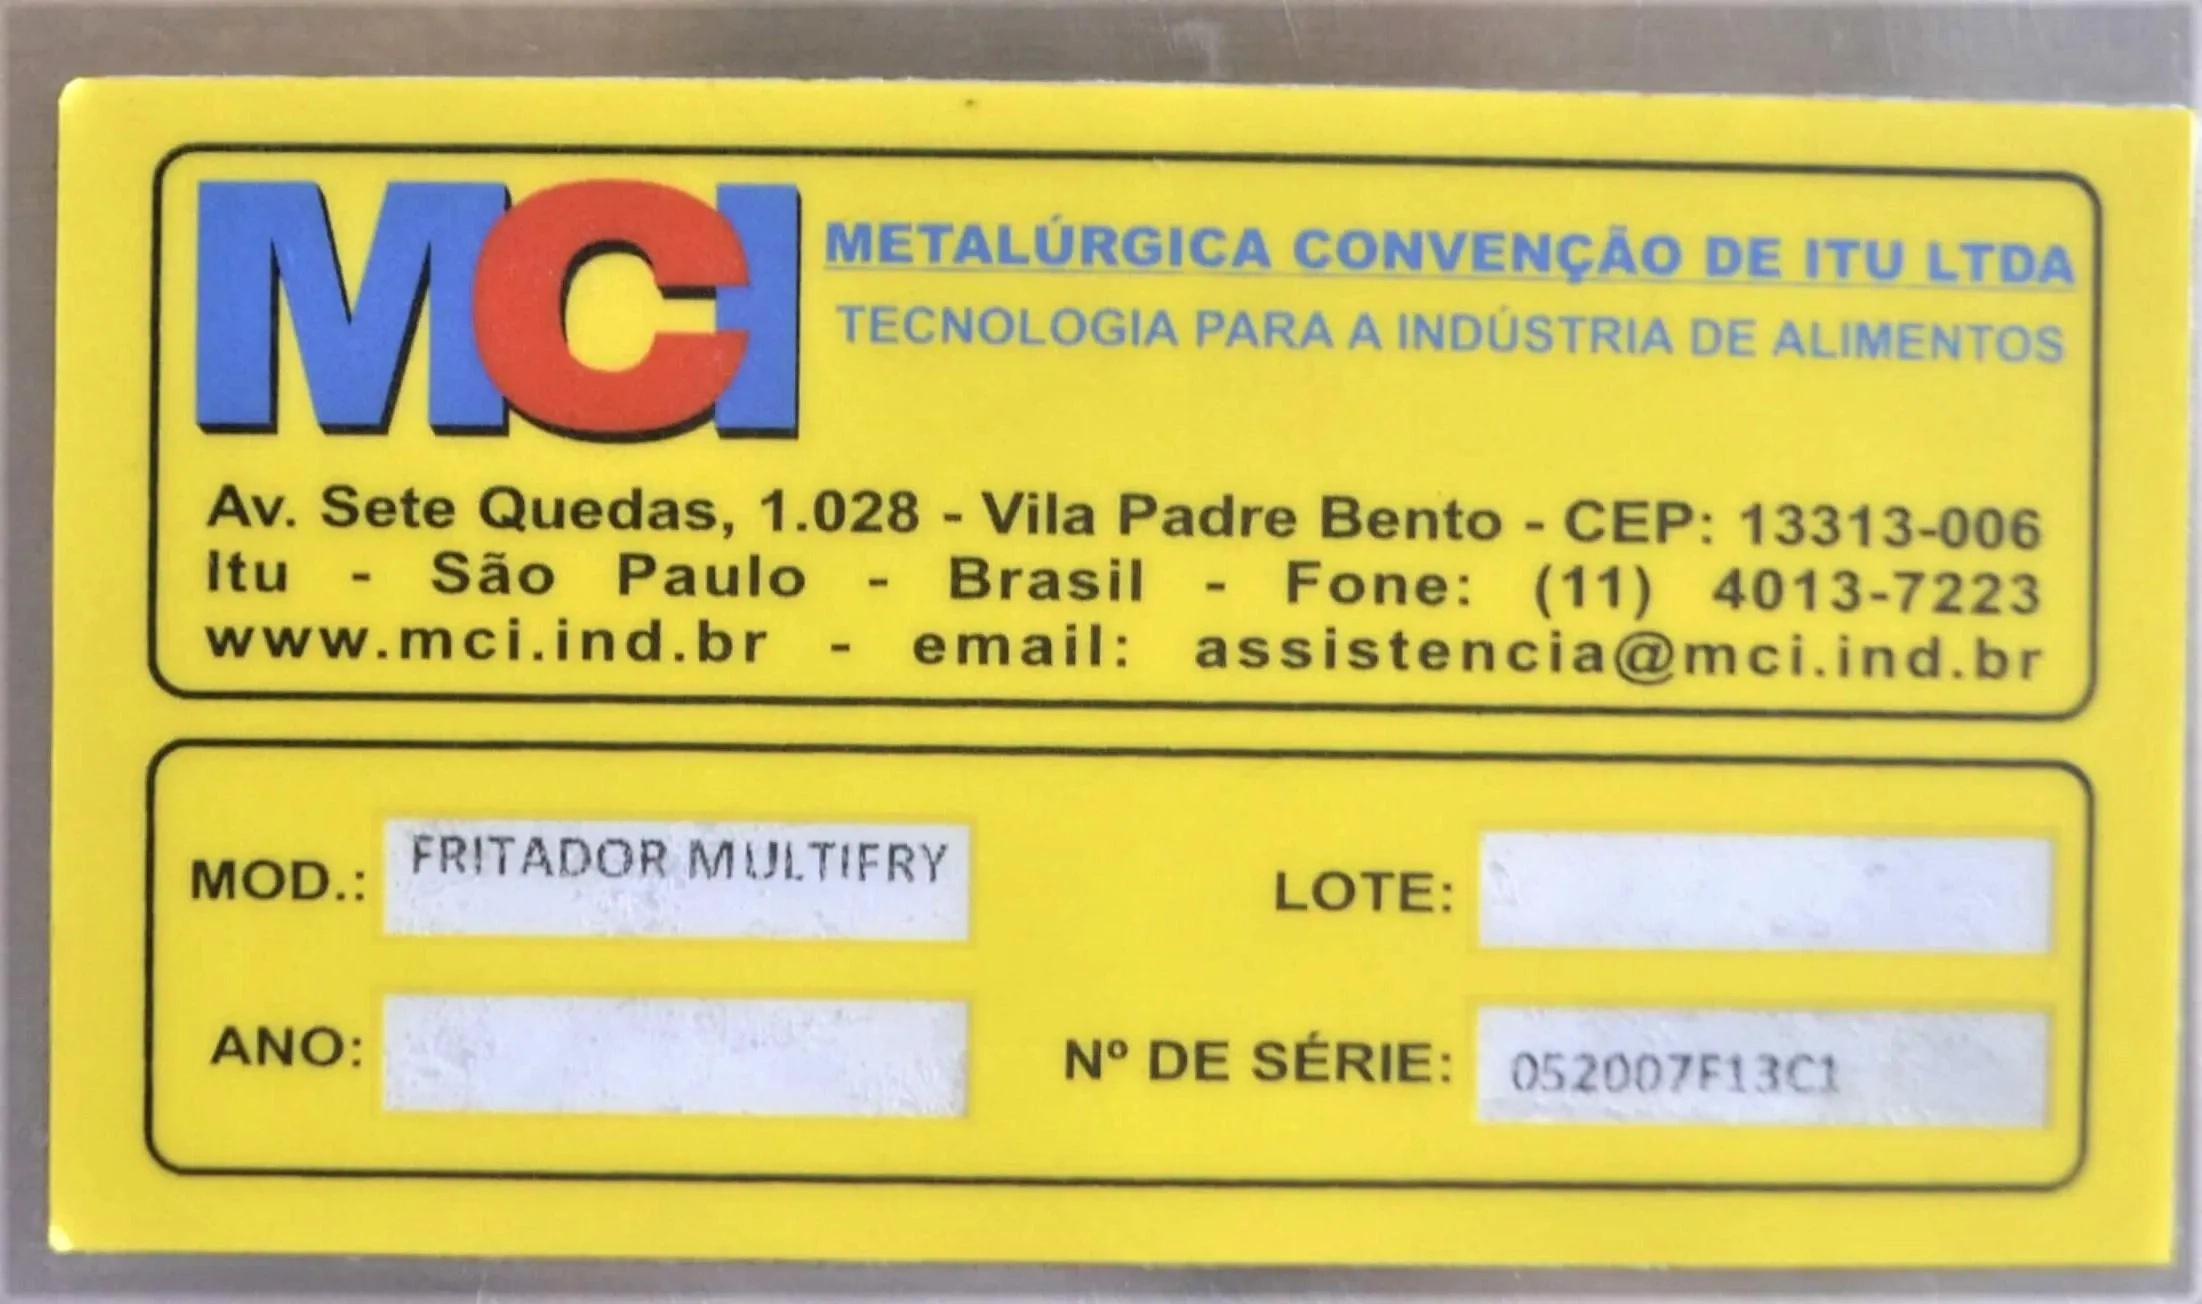 MCI
METALÚRGICA CONVENÇÃO DE ITU LTDA
TECNOLOGIA PARA A INDÚSTRIA DE ALIMENTOS
Av. Sete Quedas, 1.028 - Vila Padre Bento - CEP: 13313-006
Itu - São Paulo - Brasil - Fone: (11) 4013-7223
www.mci.ind.br - email: assistencia@mci.ind.br
MOD.: FRITADOR MULTIFRY
LOTE:
ANO:
Nº DE SÉRIE: 052007F13C1